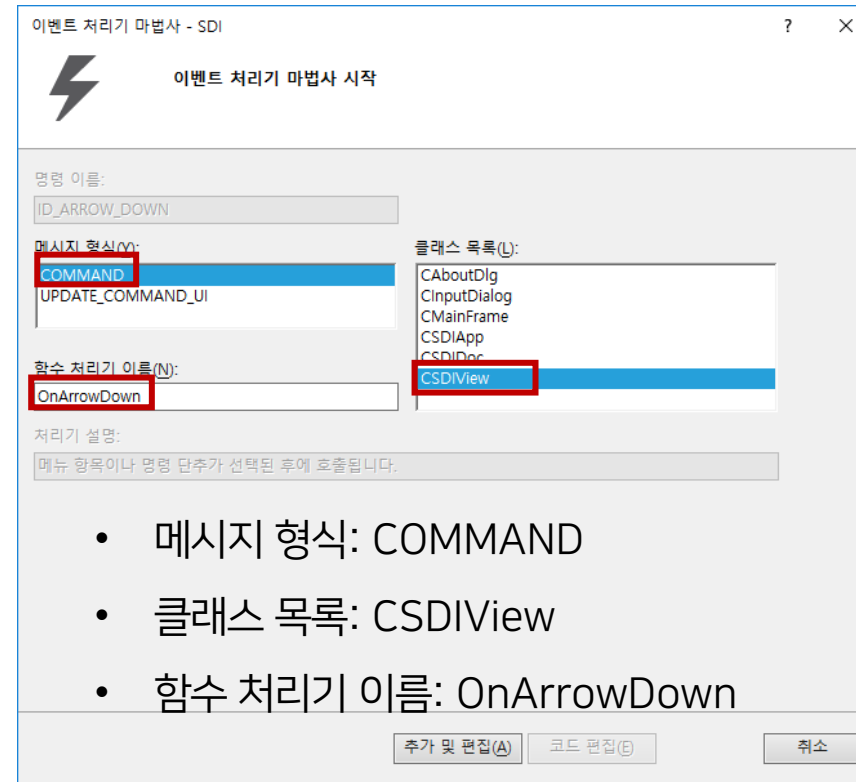 이벤트 처리기 마법사 - SDI
?
이벤트 처리기 마법사 시작
명령 이름:
ID_ARROW_DOWN
메시지 형식(Y):
COMMAND
UPDATE_COMMAND_UI
클래스 목록(L):
CAboutDlg
CInputDialog
CMainFrame
CSDIApp
CSDIDoc
CSDIView
함수 처리기 이름(N):
OnArrowDown
처리기 설명:
메뉴 항목이나 명령 단추가 선택된 후에 호출됩니다.
• 메시지 형식: COMMAND
• 클래스 목록: CSDIView
• 함수 처리기 이름: OnArrowDown
추가 및 편집(A)
코드 편집(E)
취소